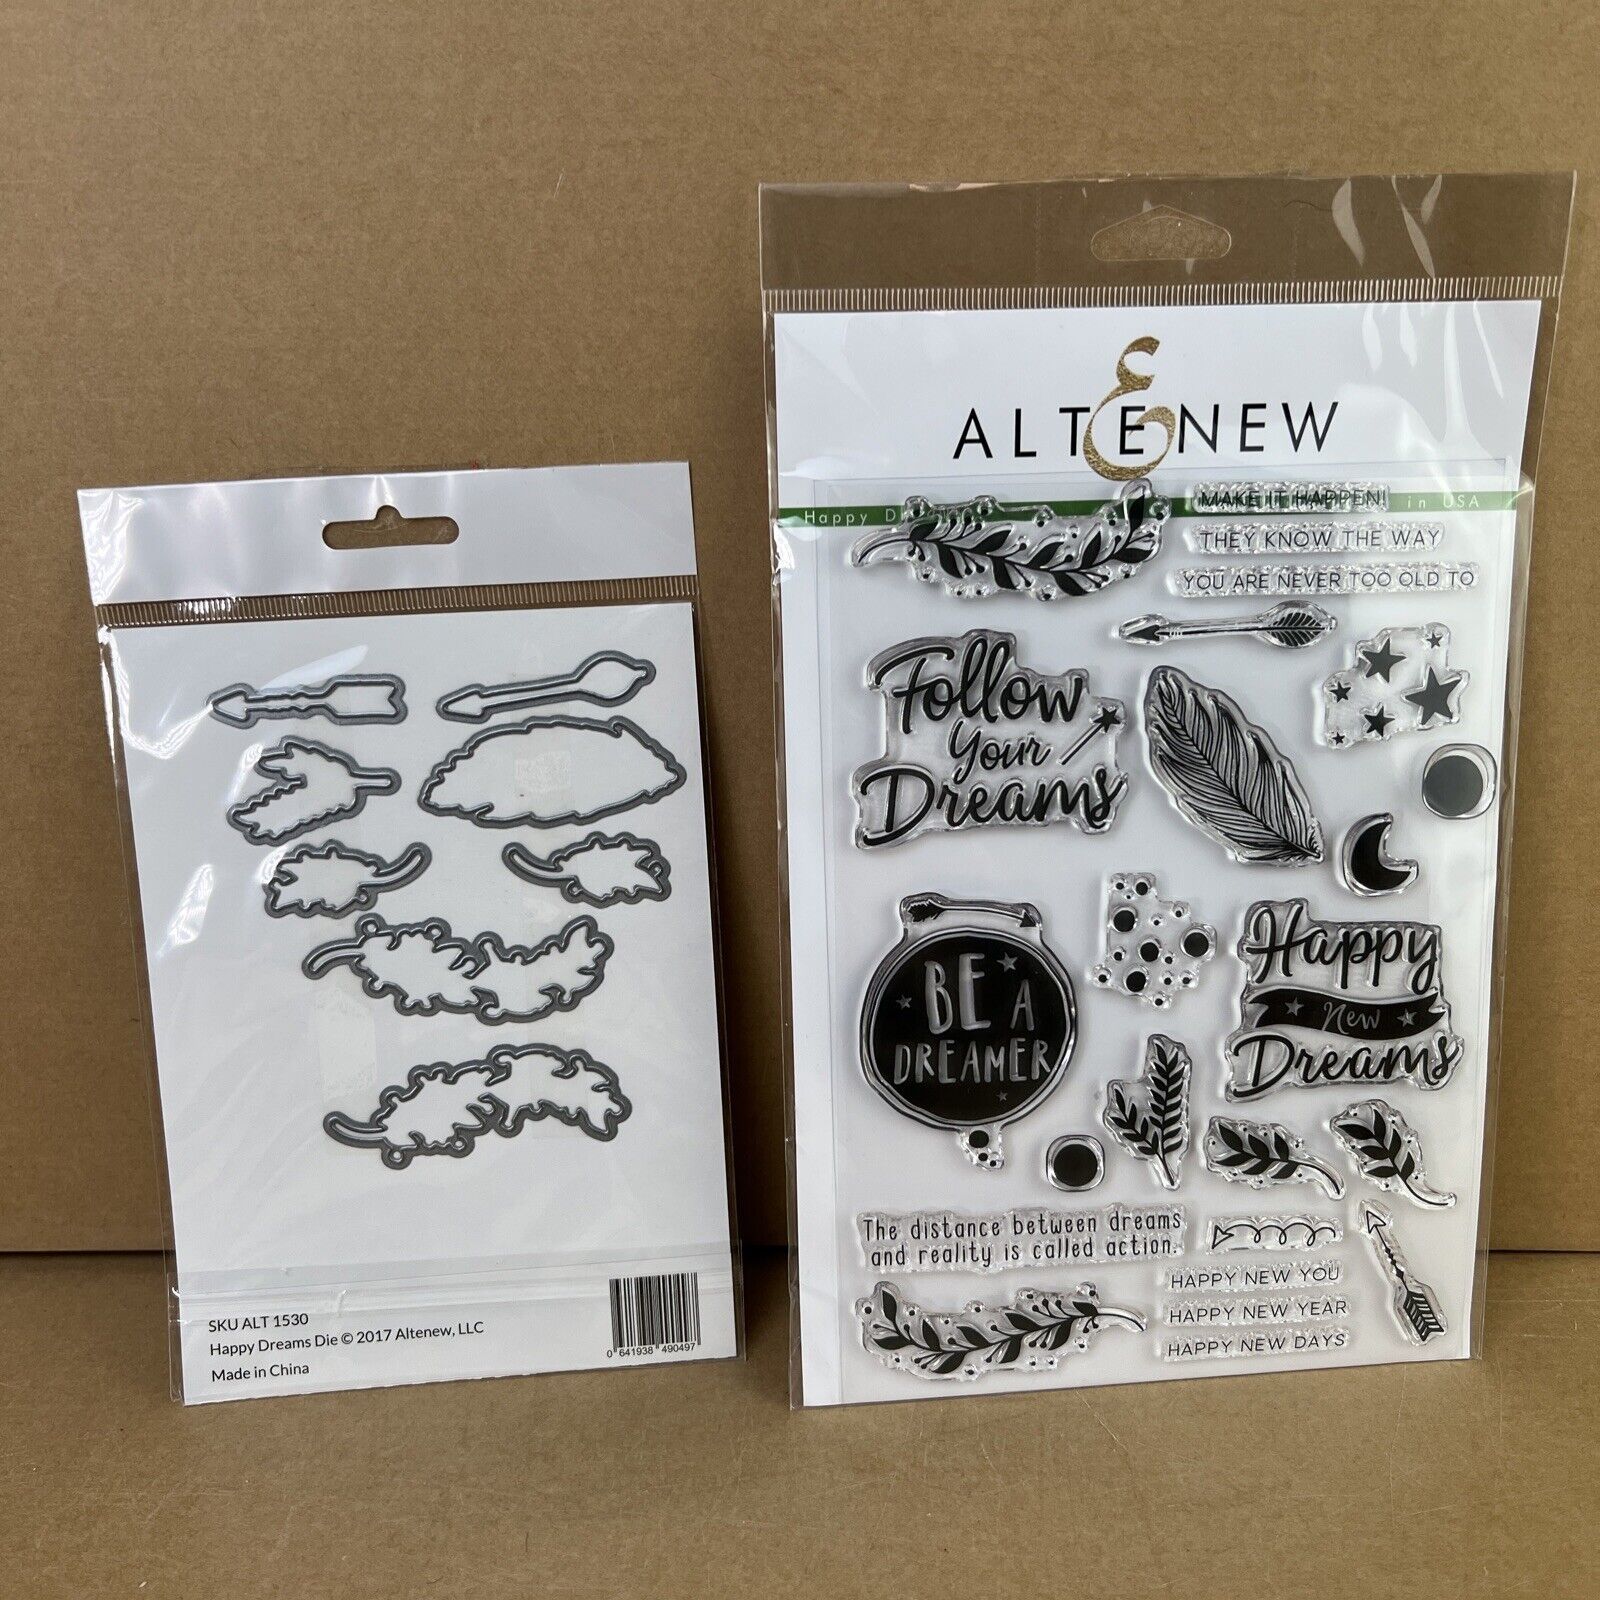 SKU ALT 1530
Happy Dreams Die © 2017 Altenew, LLC
Made in China
0 641938 490497
ALTENEW
Happy D
in USA
MAKE IT HAPPEN!
THEY KNOW THE WAY
YOU ARE NEVER TOO OLD TO
Follow
Your
Dreams
BE A
DREAMER
Happy
New
Dreams
The distance between dreams
and reality is called action.
HAPPY NEW YOU
HAPPY NEW YEAR
HAPPY NEW DAYS